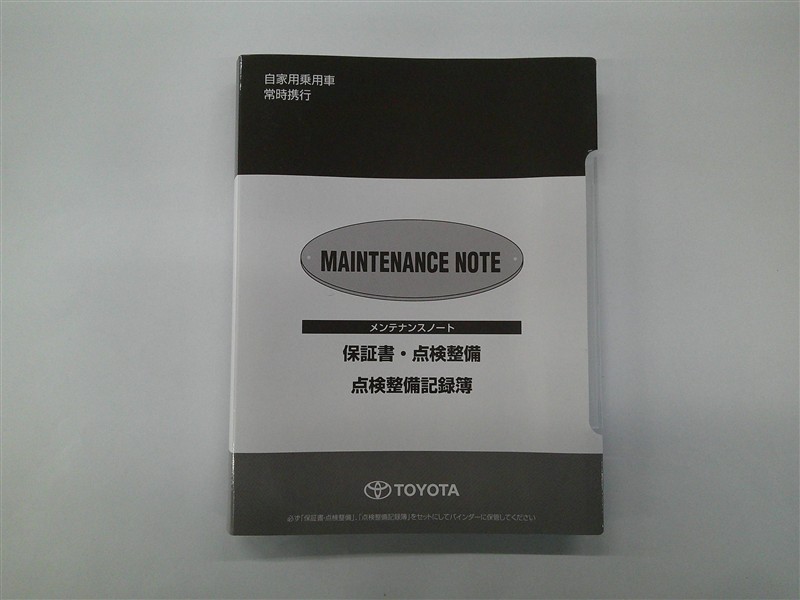 自家用乗用車
常時携行
MAINTENANCE NOTE
メンテナンスノート
保証書・点検整備
点検整備記録簿
TOYOTA
必ず「保証書・点検整備」、「点検整備記録簿」をセットにしてバインダーに保管してください